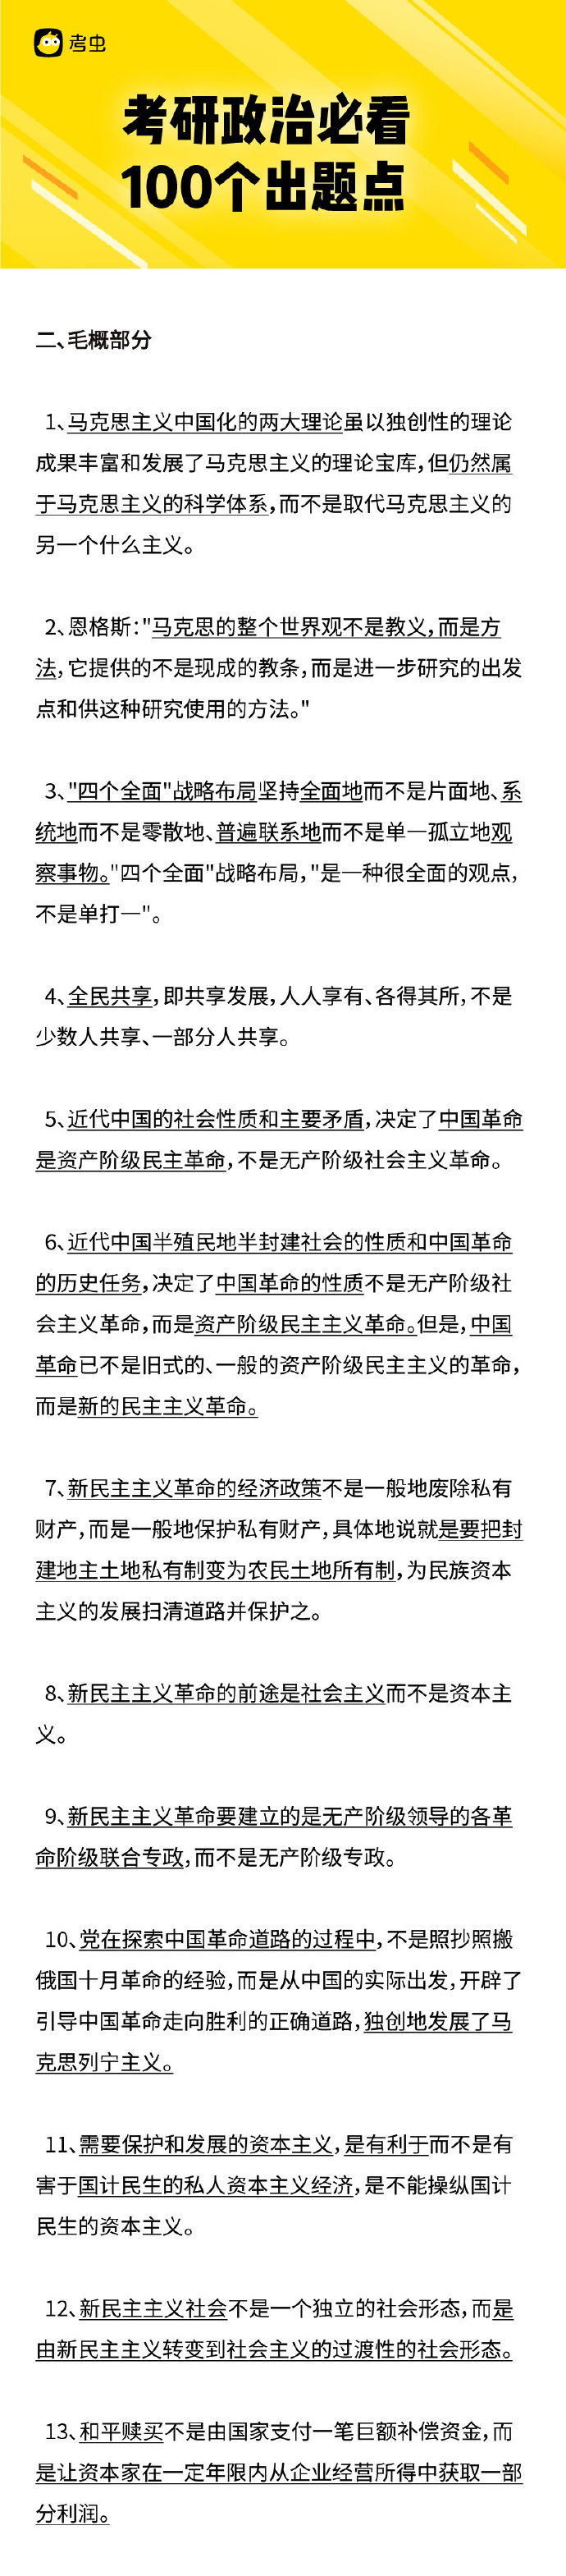 考虫
考研政治必看
100个出题点
二、毛概部分
1、马克思主义中国化的两大理论虽以独创性的理论
成果丰富和发展了马克思主义的理论宝库,但仍然属
于马克思主义的科学体系,而不是取代马克思主义的
另一个什么主义。
2、恩格斯："马克思的整个世界观不是教义,而是方
法,它提供的不是现成的教条,而是进一步研究的出发
点和供这种研究使用的方法。"
3、"四个全面"战略布局坚持全面地而不是片面地、系
统地而不是零散地、普遍联系地而不是单一孤立地观
察事物。"四个全面"战略布局,"是一种很全面的观点,
不是单打一"。
4、全民共享,即共享发展,人人享有、各得其所,不是
少数人共享、一部分人共享。
5、近代中国的社会性质和主要矛盾,决定了中国革命
是资产阶级民主革命,不是无产阶级社会主义革命。
6、近代中国半殖民地半封建社会的性质和中国革命
的历史任务,决定了中国革命的性质不是无产阶级社
会主义革命,而是资产阶级民主主义革命。但是,中国
革命已不是旧式的、一般的资产阶级民主主义的革命,
而是新的民主主义革命。
7、新民主主义革命的经济政策不是一般地废除私有
财产,而是一般地保护私有财产,具体地说就是要把封
建地主土地私有制变为农民土地所有制,为民族资本
主义的发展扫清道路并保护之。
8、新民主主义革命的前途是社会主义而不是资本主
义。
9、新民主主义革命要建立的是无产阶级领导的各革
命阶级联合专政,而不是无产阶级专政。
10、党在探索中国革命道路的过程中,不是照抄照搬
俄国十月革命的经验,而是从中国的实际出发,开辟了
引导中国革命走向胜利的正确道路,独创地发展了马
克思列宁主义。
11、需要保护和发展的资本主义,是有利于而不是有
害于国计民生的私人资本主义经济,是不能操纵国计
民生的资本主义。
12、新民主主义社会不是一个独立的社会形态,而是
由新民主主义转变到社会主义的过渡性的社会形态。
13、和平赎买不是由国家支付一笔巨额补偿资金,而
是让资本家在一定年限内从企业经营所得中获取一部
分利润。